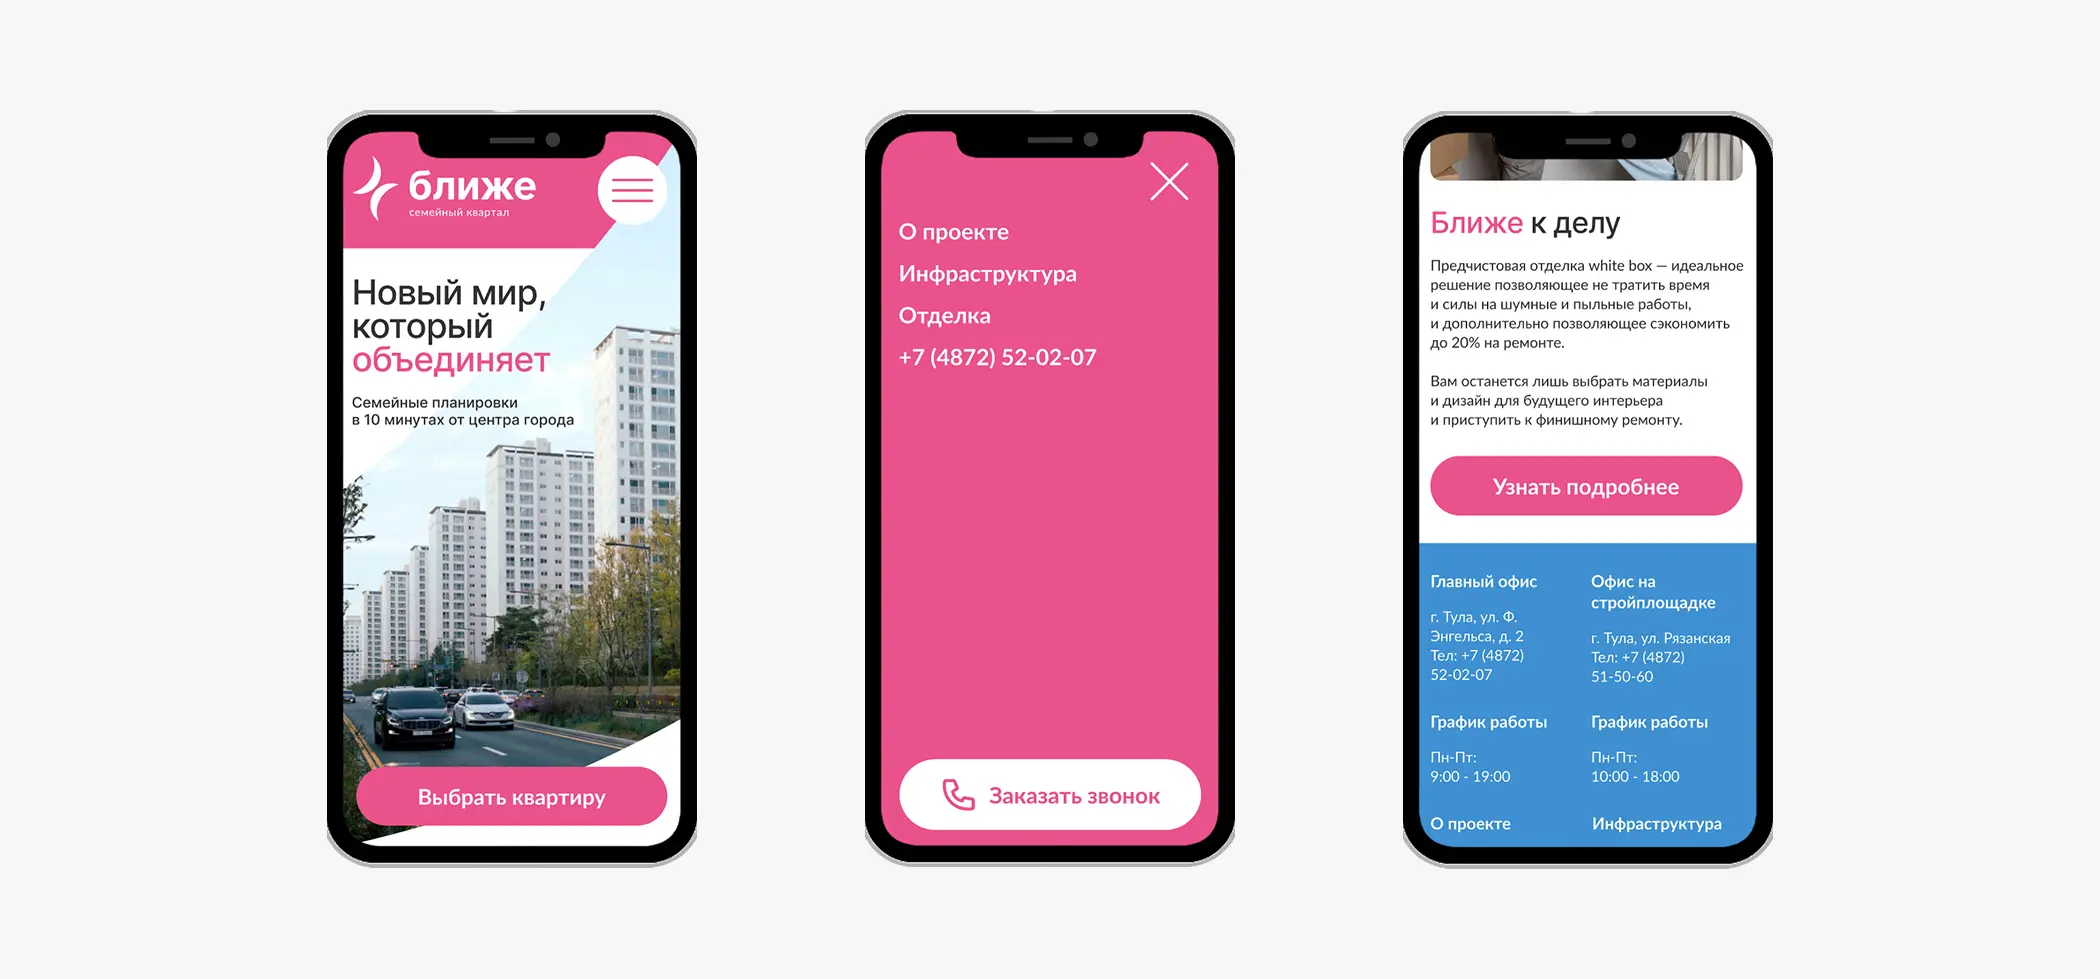 ближе
семейный квартал
Новый мир,
который
объединяет
Семейные планировки
в 10 минутах от центра города
Выбрать квартиру
О проекте
Инфраструктура
Отделка
+7 (4872) 52-02-07
Заказать звонок
Ближе к делу
Предчистовая отделка white box — идеальное
решение позволяющее не тратить время
и силы на шумные и пыльные работы,
и дополнительно позволяющее сэкономить
до 20% на ремонте.
Вам останется лишь выбрать материалы
и дизайн для будущего интерьера
и приступить к финишному ремонту.
Узнать подробнее
Главный офис
г. Тула, ул. Ф.
Энгельса, д. 2
Тел: +7 (4872)
52-02-07
График работы
Пн-Пт:
9:00 - 19:00
О проекте
Офис на
стройплощадке
г. Тула, ул. Рязанская
Тел: +7 (4872)
51-50-60
График работы
Пн-Пт:
10:00 - 18:00
Инфраструктура